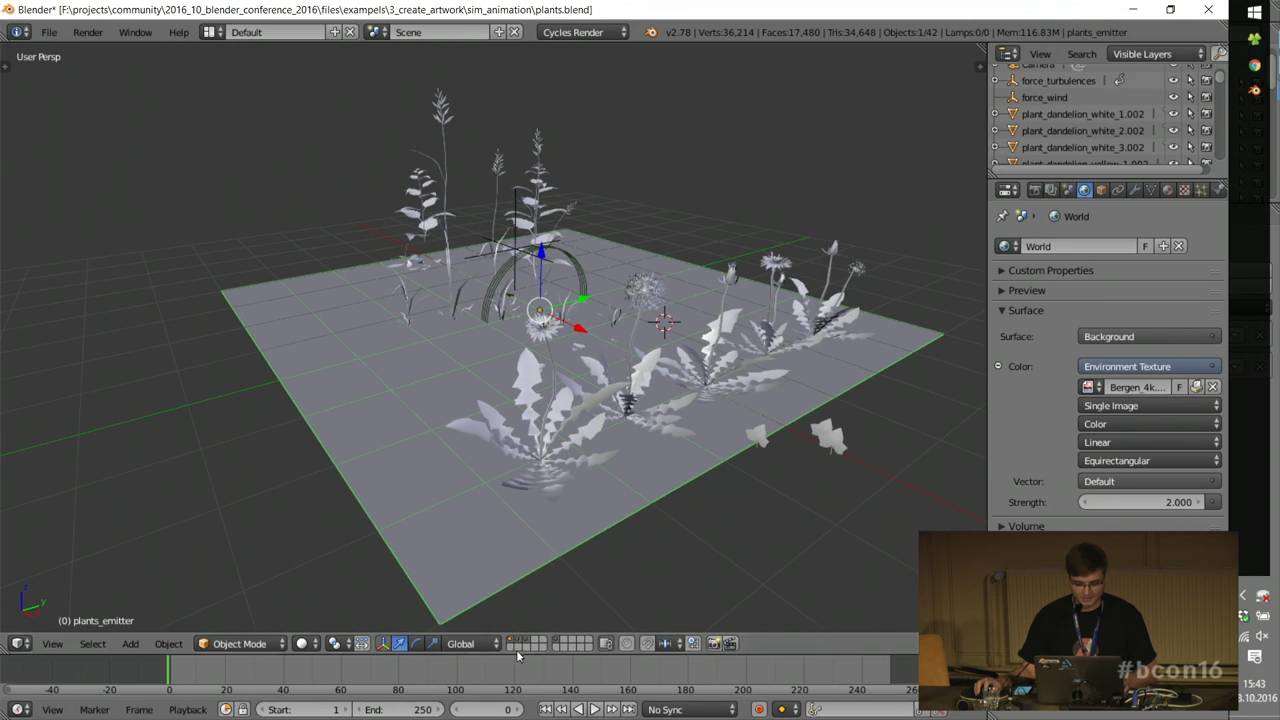 Blender* [F:\projects\community\2016_10_blender_conference_2016\files\exampels\3_create_artwork\sim_animation\plants.blend]
File Render Window Help Default Scene Cycles Render v2.78 | Verts:36,214 | Faces:17,480 | Tris:34,648 | Objects:1/42 | Lamps:0/0 | Mem:116.83M | plants_emitter
User Persp
View Search Visible Layers
Camera
force_turbulences
force_wind
plant_dandelion_white_1.002
plant_dandelion_white_2.002
plant_dandelion_white_3.002
plant_dandelion_yellow_1.002
World
World F
Custom Properties
Preview
Surface
Surface: Background
Color: Environment Texture
Bergen_4k.... F
Single Image
Color
Linear
Equirectangular
Vector: Default
Strength: 2.000
Volume
z
y
(0) plants_emitter
View Select Add Object Object Mode Global
-40 -20 0 20 40 60 80 100 120 140 160 180 200 220 240 26
View Marker Frame Playback Start: 1 End: 250 0 No Sync
#bcon16
15:43